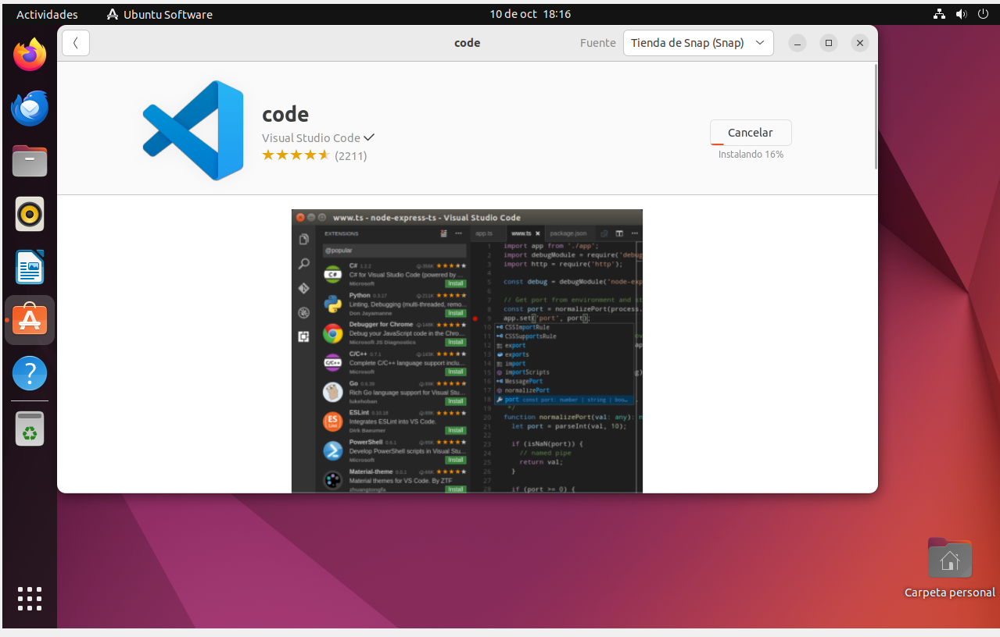 Actividades
Ubuntu Software
10 de oct 18:16
code
Fuente
Tienda de Snap (Snap)
code
Visual Studio Code
(2211)
Cancelar
Instalando 16%
www.ts - node-express-ts - Visual Studio Code
EXTENSIONS
@popular
C# 1.2.2 356K
C# for Visual Studio Code (powered by ...
Microsoft Install
Python 0.3.17 211K
Linting, Debugging (multi-threaded, remo...
Don Jayamanne Install
Debugger for Chrome 148K
Debug your JavaScript code in the Chro...
Microsoft JS Diagnostics Install
C/C++ 0.7.1 143K
Complete C/C++ language support inclu...
Microsoft Install
Go 0.6.39 99K
Rich Go language support for Visual Stu...
lukehoban Install
ESLint 0.10.18 89K
Integrates ESLint into VS Code.
Dirk Baeumer Install
PowerShell 0.6.1 85K
Develop PowerShell scripts in Visual Stu...
Microsoft Install
Material-theme 0.0.1 66K
Material themes for VS Code. By ZTF
zhuangtongfa Install
app.ts
www.ts
package.json
1 import app from './app';
2 import debugModule = require('debug
3 import http = require('http');
4
5 const debug = debugModule('node-exp
6
7 // Get port from environment and st
8 const port = normalizePort(process.
9 app.set('port', port);
10 CSSImportRule
11 CSSSupportsRule
12 export
13 exports
14 import
15 importScripts
16 MessagePort
17 normalizePort
18 port const port: number | string | boo...
19 */
20 function normalizePort(val: any): n
21 let port = parseInt(val, 10);
22
23 if (isNaN(port)) {
24 // named pipe
25 return val;
26 }
27
28 if (port >= 0) {
Carpeta personal